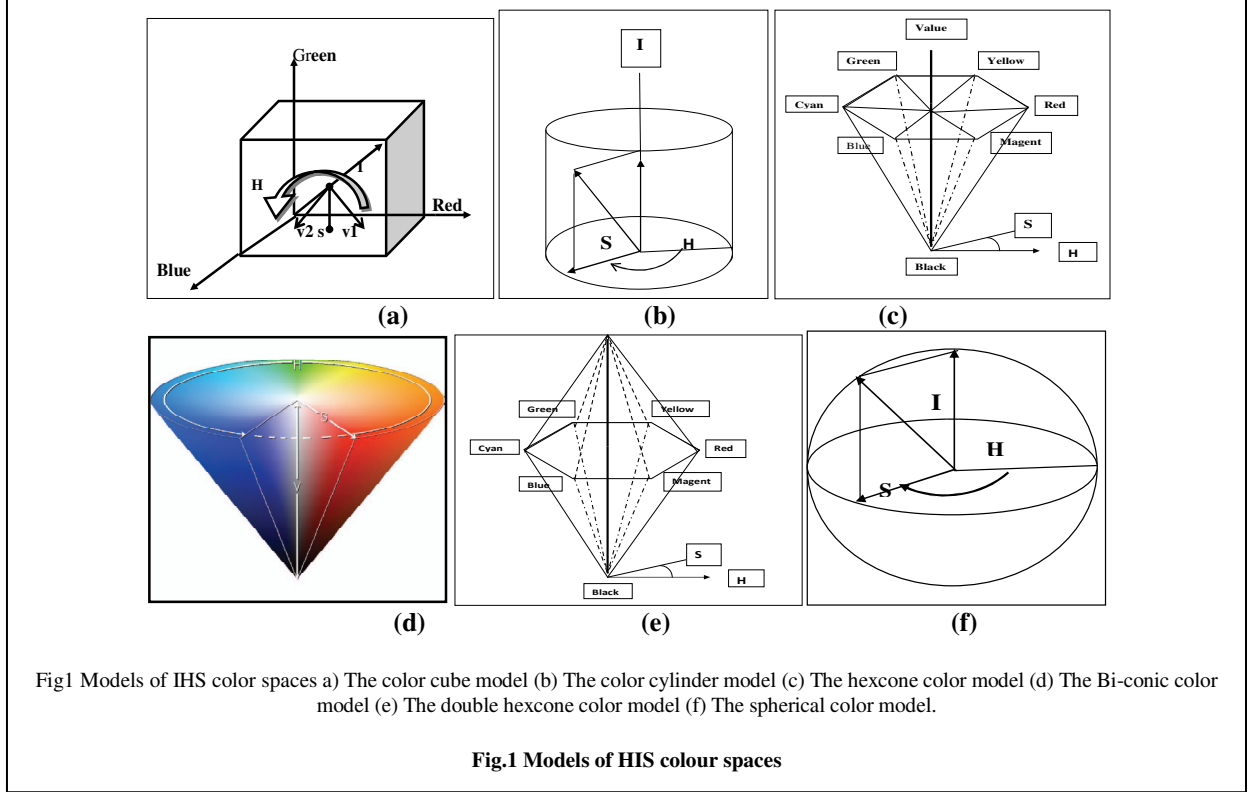 Green
I
H
Red
v2 s v1
Blue
(a)
I
S
H
(b)
Value
Green
Yellow
Cyan
Red
Blue
Magent
S
H
Black
(c)
H
S
V
(d)
Green
Yellow
Cyan
Red
Blue
Magent
S
H
Black
(e)
I
H
S
(f)
Fig1 Models of IHS color spaces a) The color cube model (b) The color cylinder model (c) The hexcone color model (d) The Bi-conic color
model (e) The double hexcone color model (f) The spherical color model.
Fig.1 Models of HIS colour spaces